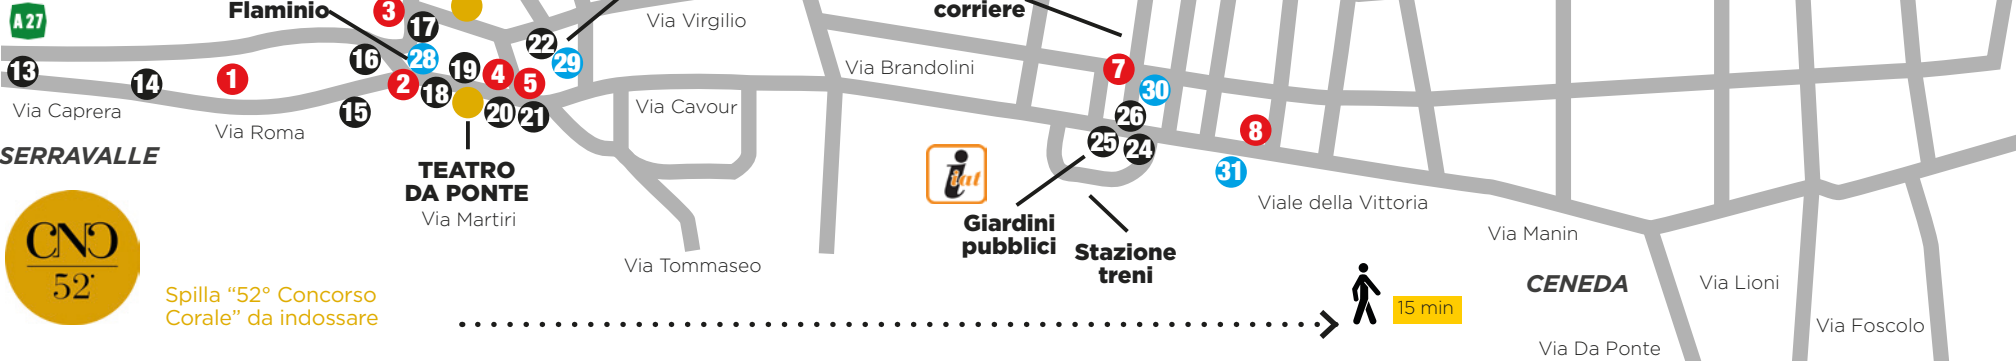 A 27
Flaminio
3
17
16
28
22
29
Via Virgilio
corriere
13
14
1
2
18
19
4
5
15
20
21
Via Caprera
Via Roma
Via Cavour
Via Brandolini
7
30
26
25
24
8
31
SERRAVALLE
TEATRO
DA PONTE
Via Martiri
i
iat
Giardini
pubblici
Stazione
treni
Viale della Vittoria
Via Manin
CENEDA
Via Lioni
Via Foscolo
Via Da Ponte
Via Tommaseo
CNC
52°
Spilla “52° Concorso
Corale” da indossare
15 min